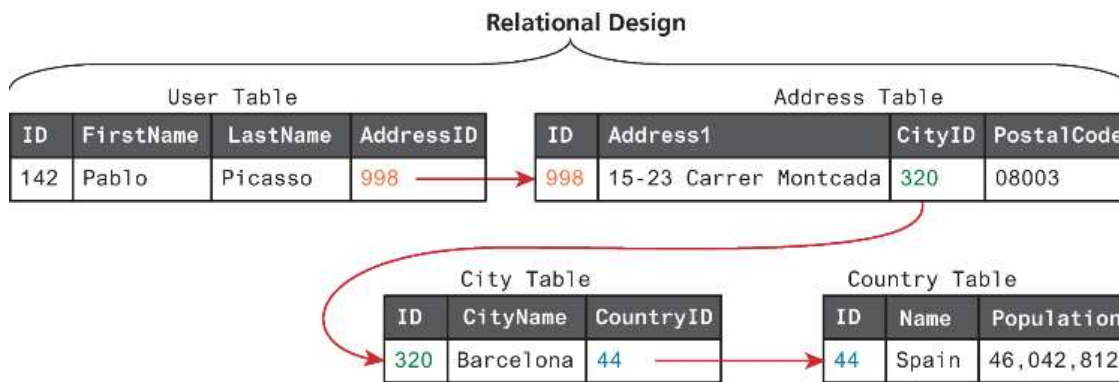 Relational Design
User Table
Address Table
ID FirstName LastName AddressID
ID Address1 CityID PostalCode
142 Pablo Picasso 998
998 15-23 Carrer Montcada 320 08003
City Table
Country Table
ID CityName CountryID
ID Name Population
320 Barcelona 44
44 Spain 46,042,812